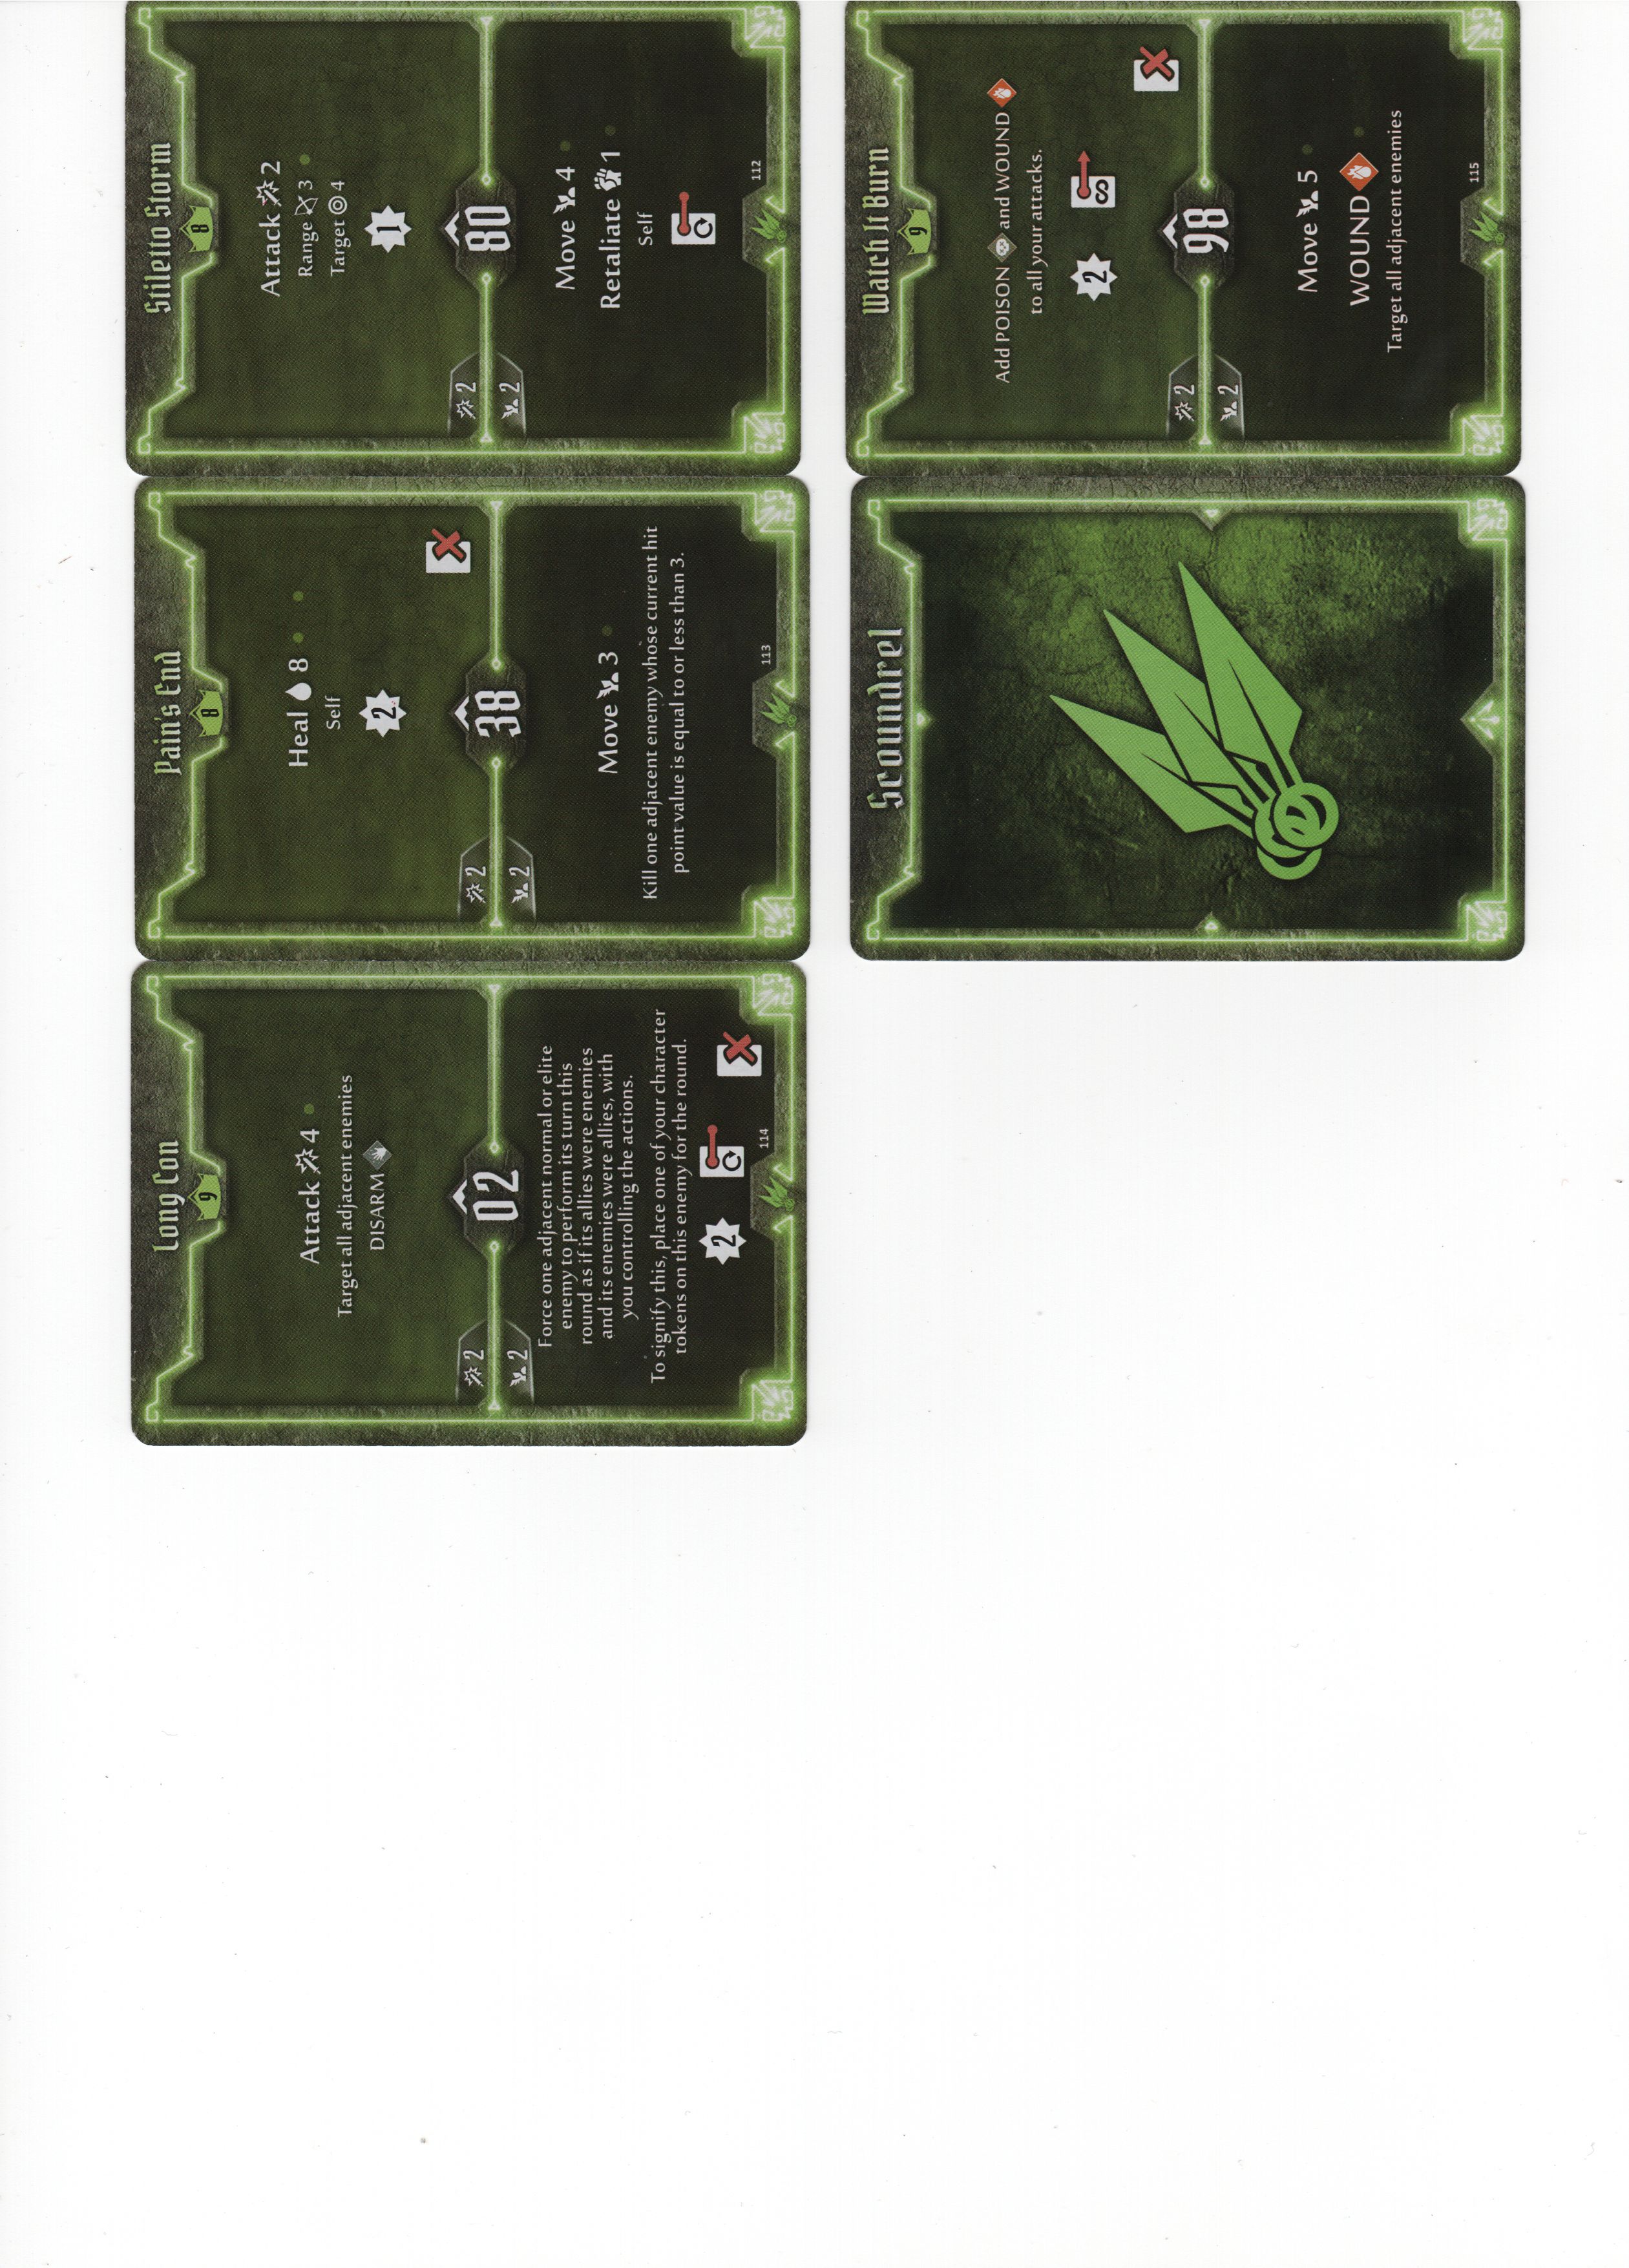 Long Con
9
Attack 4
Target all adjacent enemies
DISARM
2
02
2
Force one adjacent normal or elite
enemy to perform its turn this
round as if its allies were enemies
and its enemies were allies, with
you controlling the actions.
To signify this, place one of your character
tokens on this enemy for the round.
2
114
Pain's End
8
Heal 8
Self
2
2
38
2
Move 3
Kill one adjacent enemy whose current hit
point value is equal to or less than 3.
113
Stiletto Storm
8
Attack 2
Range 3
Target 4
1
2
80
2
Move 4
Retaliate 1
Self
112
Scoundrel
Watch It Burn
9
Add POISON and WOUND
to all your attacks.
2
2
98
2
Move 5
WOUND
Target all adjacent enemies
115